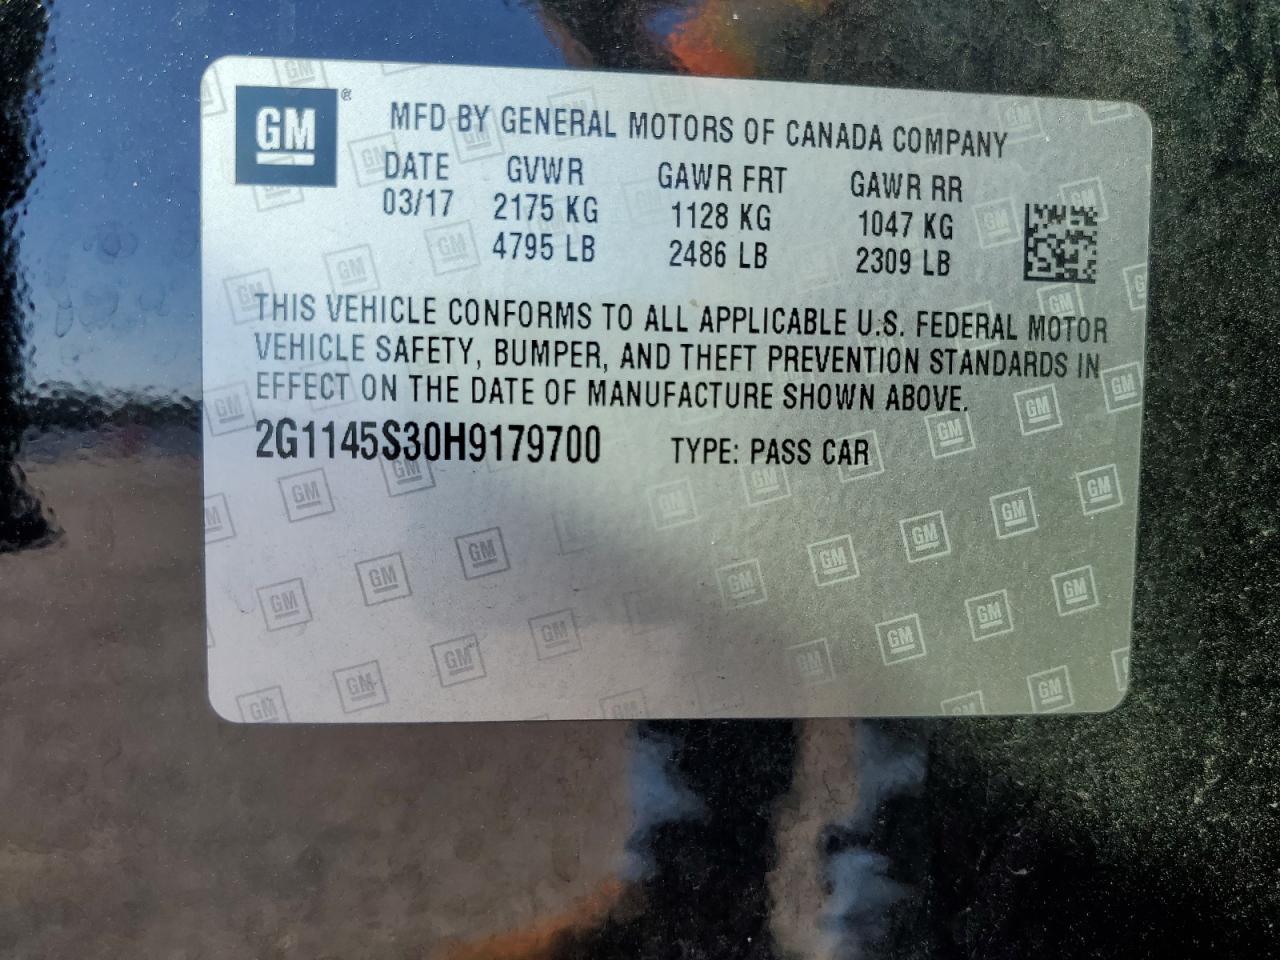 GM ®
MFD BY GENERAL MOTORS OF CANADA COMPANY
DATE GVWR GAWR FRT GAWR RR
03/17 2175 KG 1128 KG 1047 KG
4795 LB 2486 LB 2309 LB
THIS VEHICLE CONFORMS TO ALL APPLICABLE U.S. FEDERAL MOTOR
VEHICLE SAFETY, BUMPER, AND THEFT PREVENTION STANDARDS IN
EFFECT ON THE DATE OF MANUFACTURE SHOWN ABOVE.
2G1145S30H9179700 TYPE: PASS CAR